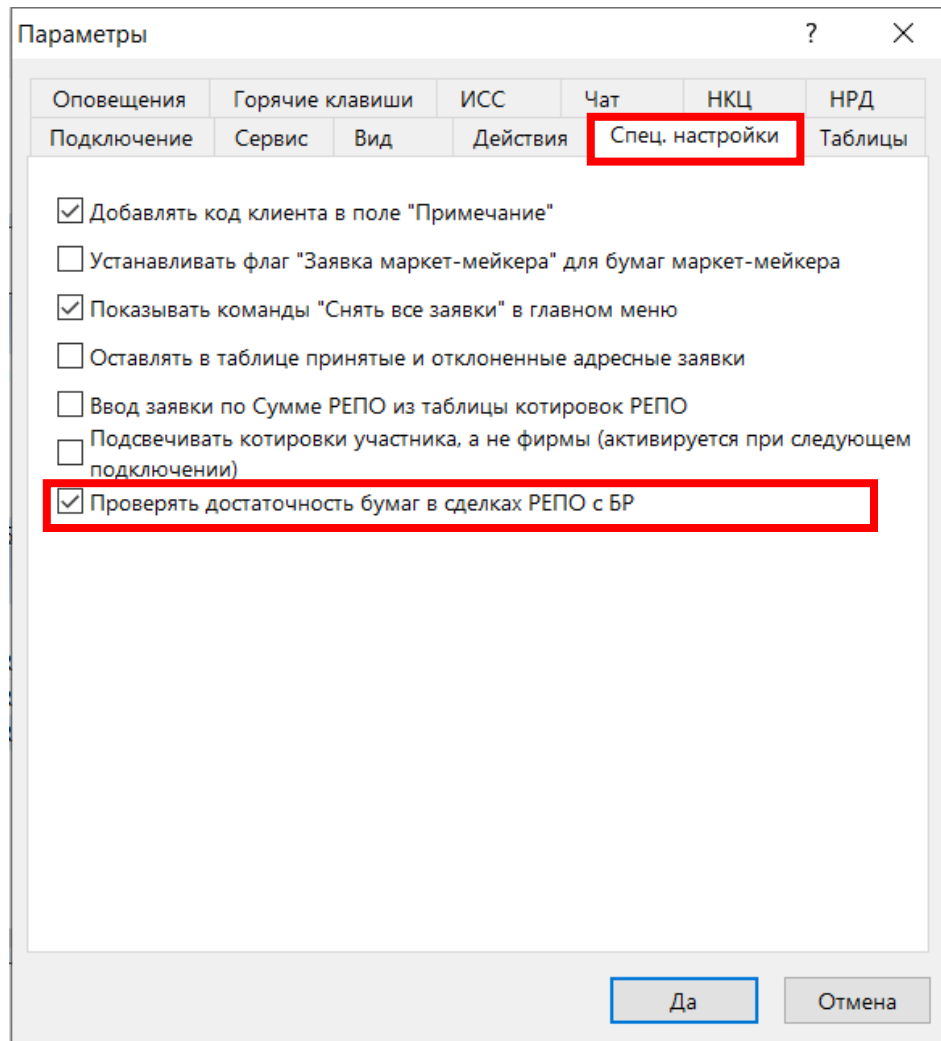 Параметры ?
Оповещения Горячие клавиши ИСС Чат НКЦ НРД
Подключение Сервис Вид Действия Спец. настройки Таблицы
Добавлять код клиента в поле "Примечание"
Устанавливать флаг "Заявка маркет-мейкера" для бумаг маркет-мейкера
Показывать команды "Снять все заявки" в главном меню
Оставлять в таблице принятые и отклоненные адресные заявки
Ввод заявки по Сумме РЕПО из таблицы котировок РЕПО
Подсвечивать котировки участника, а не фирмы (активируется при следующем
подключении)
Проверять достаточность бумаг в сделках РЕПО с БР
Да Отмена